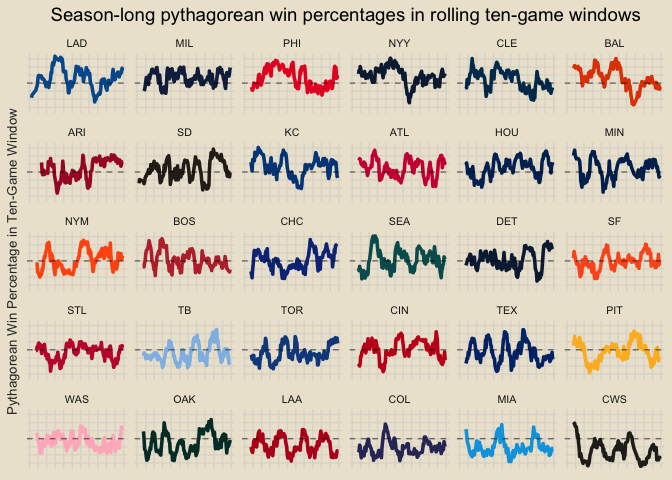 Season-long pythagorean win percentages in rolling ten-game windows
Pythagorean Win Percentage in Ten-Game Window
LAD MIL PHI NYY CLE BAL
ARI SD KC ATL HOU MIN
NYM BOS CHC SEA DET SF
STL TB TOR CIN TEX PIT
WAS OAK LAA COL MIA CWS